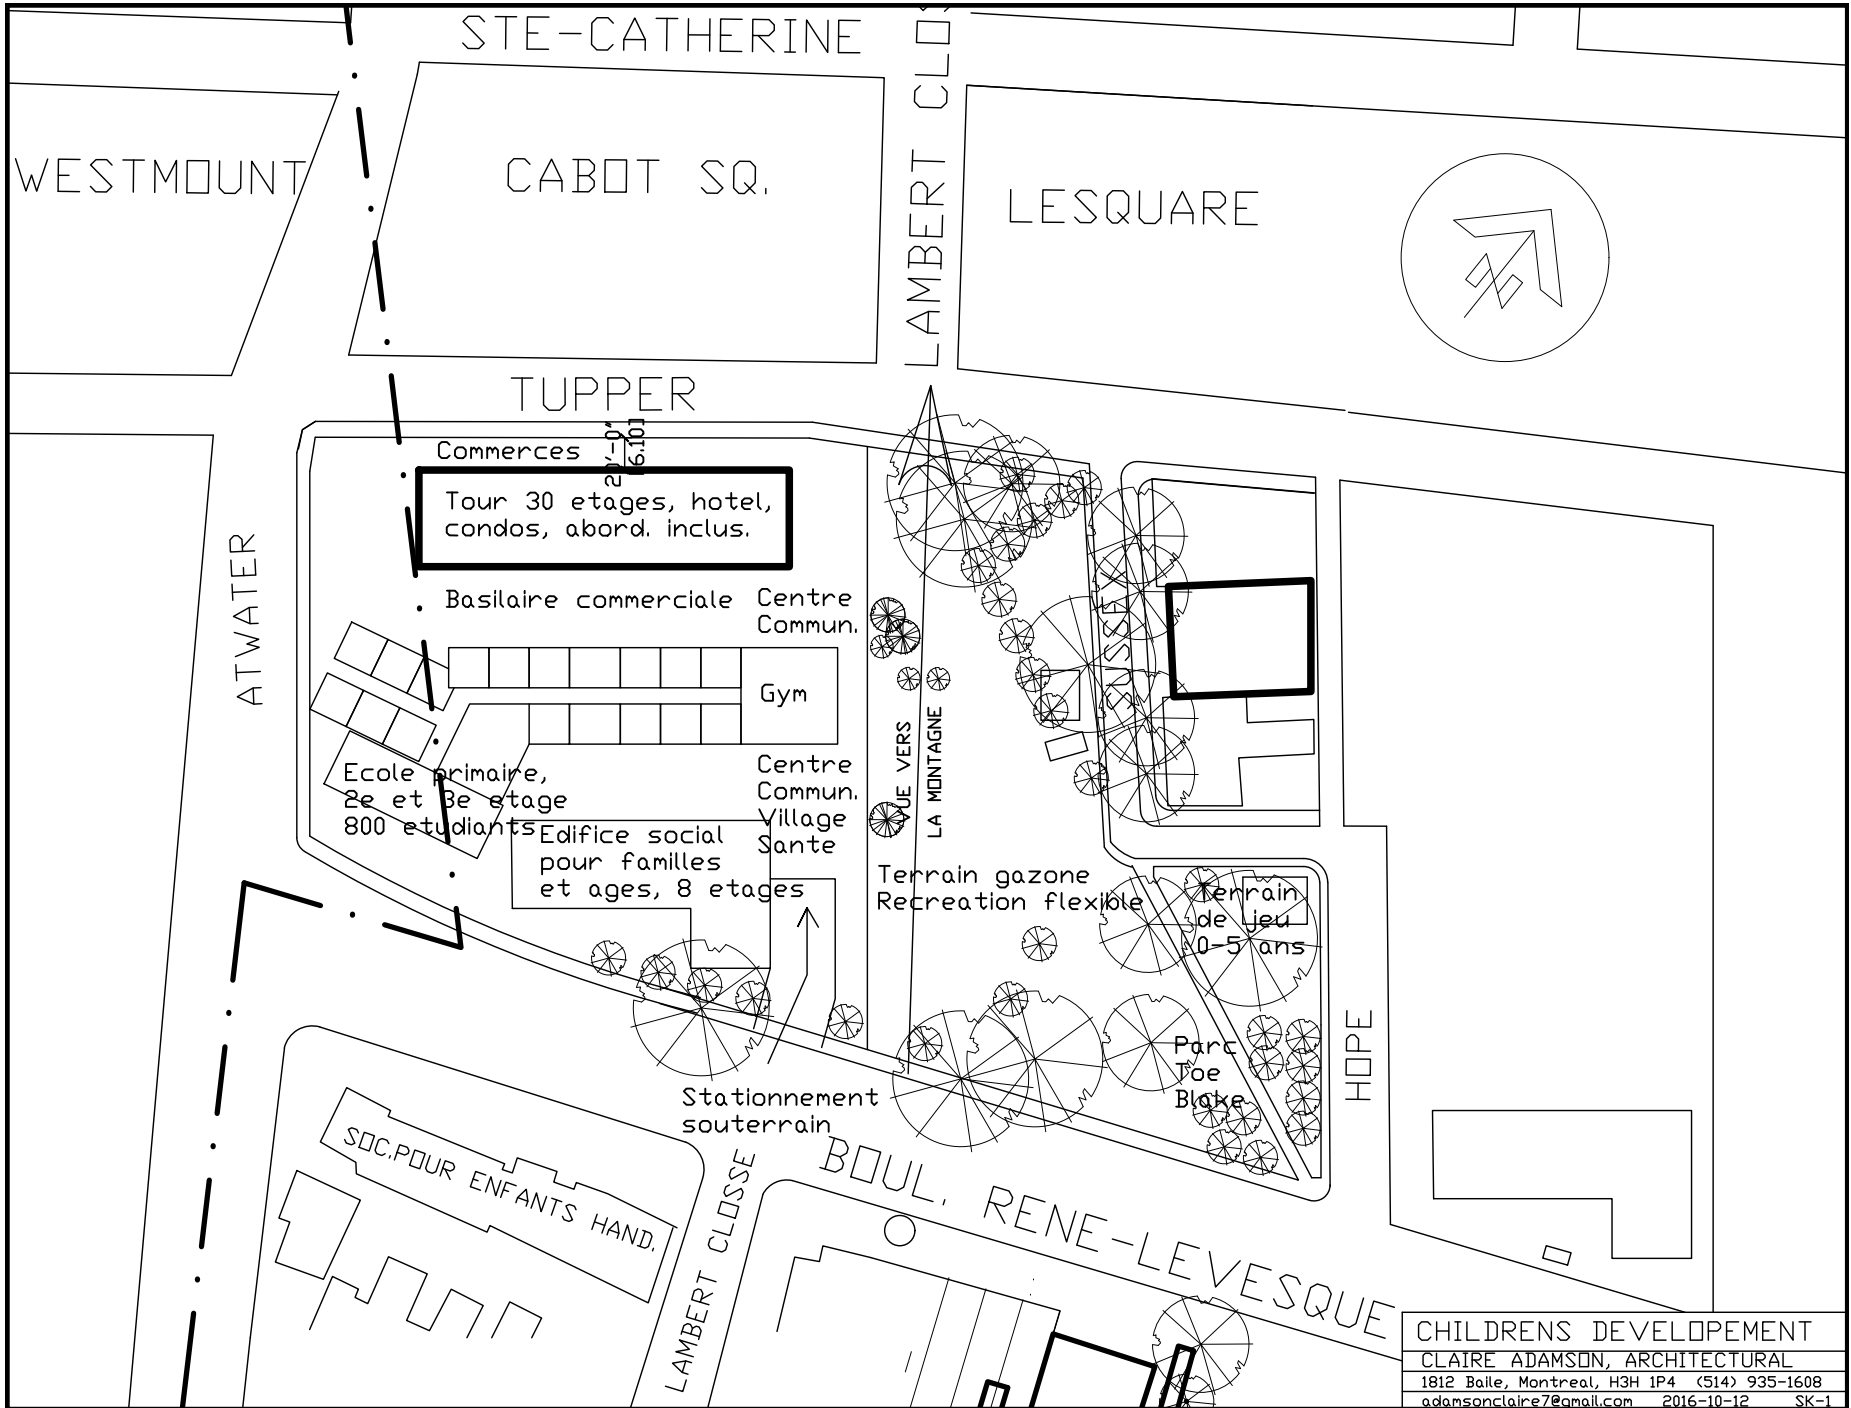 STE-CATHERINE
LAMBERT CLOS
WESTMOUNT
CABOT SQ.
LESQUARE
TUPPER
Commerces
[6.10]
Tour 30 etages, hotel,
condos, abord. inclus.
ATWATER
Basilaire commerciale
Centre
Commun.
Gym
Ecole primaire,
2e et 3e etage
800 etudiants
Centre
Commun.
Village
Sante
Edifice social
pour familles
et ages, 8 etages
VUE VERS
LA MONTAGNE
Terrain gazone
Recreation flexible
Terrain
de jeu
0-5 ans
Parc
Toe
Blake
HOPE
Stationnement
souterrain
SOC.POUR ENFANTS HAND.
LAMBERT CLOSSE
BOUL. RENE-LEVESQUE
CHILDRENS DEVELOPEMENT
CLAIRE ADAMSON, ARCHITECTURAL
1812 Baile, Montreal, H3H 1P4 (514) 935-1608
adamsonclaire7@gmail.com 2016-10-12 SK-1